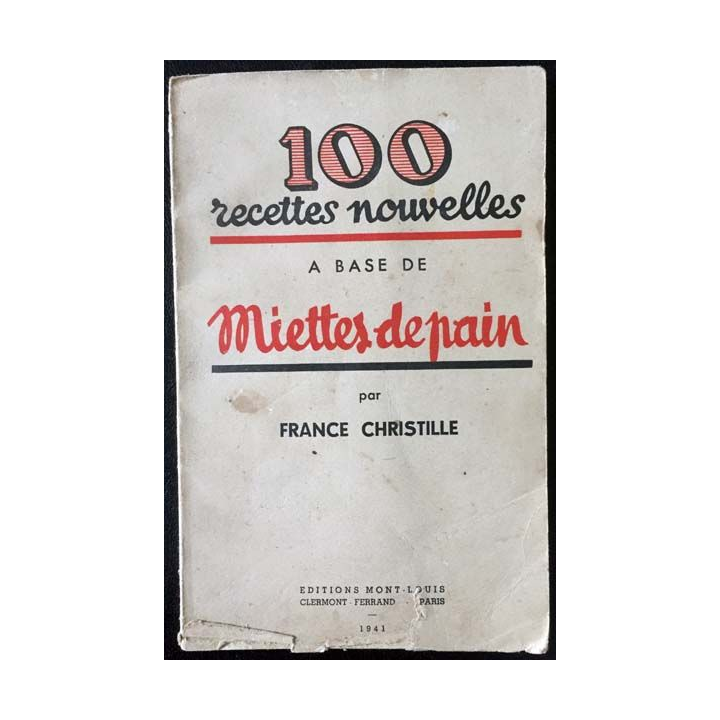 100
recettes nouvelles
A BASE DE
Miettes de pain
par
FRANCE CHRISTILLE
EDITIONS MONT-LOUIS
CLERMONT-FERRAND - PARIS
1941